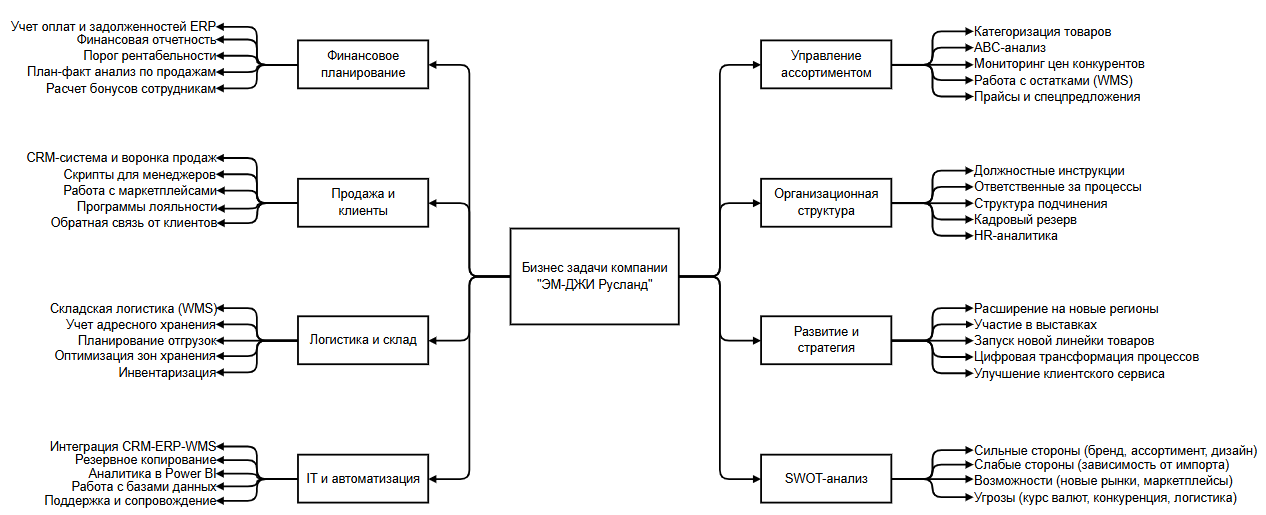 Учет оплат и задолженностей ERP
Финансовая отчетность
Порог рентабельности
План-факт анализ по продажам
Расчет бонусов сотрудникам
Финансовое
планирование
CRM-система и воронка продаж
Скрипты для менеджеров
Работа с маркетплейсами
Программы лояльности
Обратная связь от клиентов
Продажа и
клиенты
Складская логистика (WMS)
Учет адресного хранения
Планирование отгрузок
Оптимизация зон хранения
Инвентаризация
Логистика и склад
Интеграция CRM-ERP-WMS
Резервное копирование
Аналитика в Power BI
Работа с базами данных
Поддержка и сопровождение
IT и автоматизация
Бизнес задачи компании
"ЭМ-ДЖИ Русланд"
Управление
ассортиментом
Категоризация товаров
ABC-анализ
Мониторинг цен конкурентов
Работа с остатками (WMS)
Прайсы и спецпредложения
Организационная
структура
Должностные инструкции
Ответственные за процессы
Структура подчинения
Кадровый резерв
HR-аналитика
Развитие и
стратегия
Расширение на новые регионы
Участие в выставках
Запуск новой линейки товаров
Цифровая трансформация процессов
Улучшение клиентского сервиса
SWOT-анализ
Сильные стороны (бренд, ассортимент, дизайн)
Слабые стороны (зависимость от импорта)
Возможности (новые рынки, маркетплейсы)
Угрозы (курс валют, конкуренция, логистика)